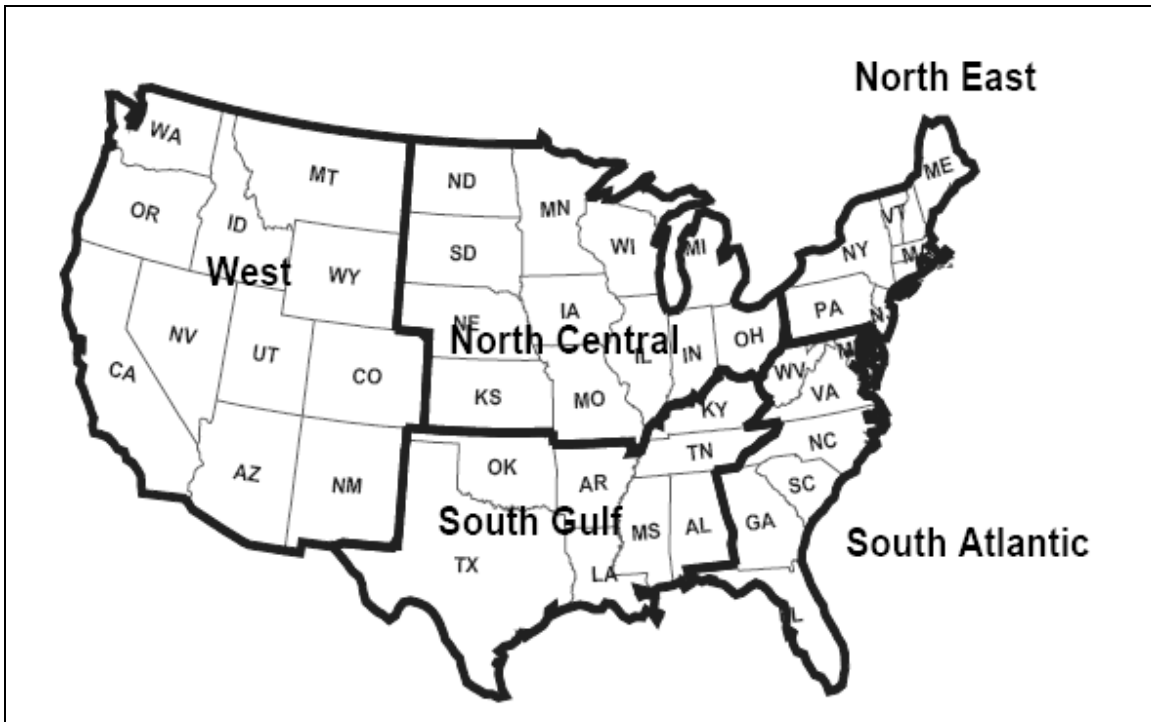 North East
WA
MT
ND
ME
MN
OR
ID
VT
WI
MI
NY
SD
West
WY
MA
NE
IA
PA
N
North Central
NV
IL
IN
OH
UT
CO
WV
CA
KS
MO
VA
KY
TN
NC
OK
AZ
NM
AR
SC
South Gulf
GA
MS
AL
South Atlantic
TX
LA
L